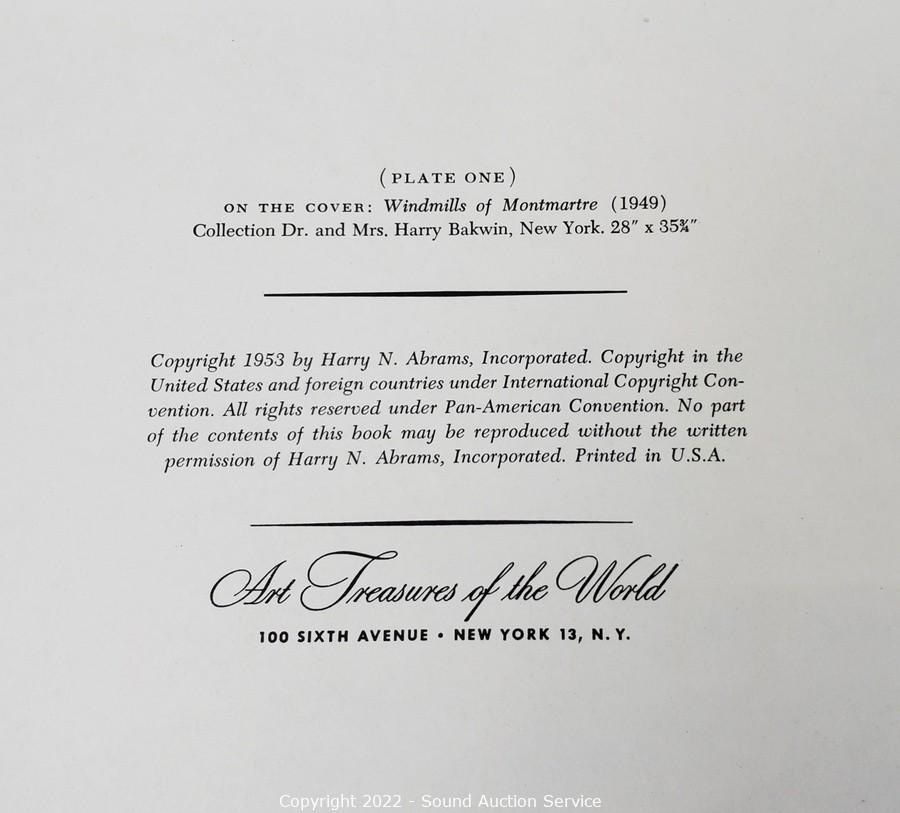 (PLATE ONE)
ON THE COVER: Windmills of Montmartre (1949)
Collection Dr. and Mrs. Harry Bakwin, New York. 28" x 35¾"
Copyright 1953 by Harry N. Abrams, Incorporated. Copyright in the
United States and foreign countries under International Copyright Con-
vention. All rights reserved under Pan-American Convention. No part
of the contents of this book may be reproduced without the written
permission of Harry N. Abrams, Incorporated. Printed in U.S.A.
Art Treasures of the World
100 SIXTH AVENUE • NEW YORK 13, N. Y.
Copyright 2022 - Sound Auction Service